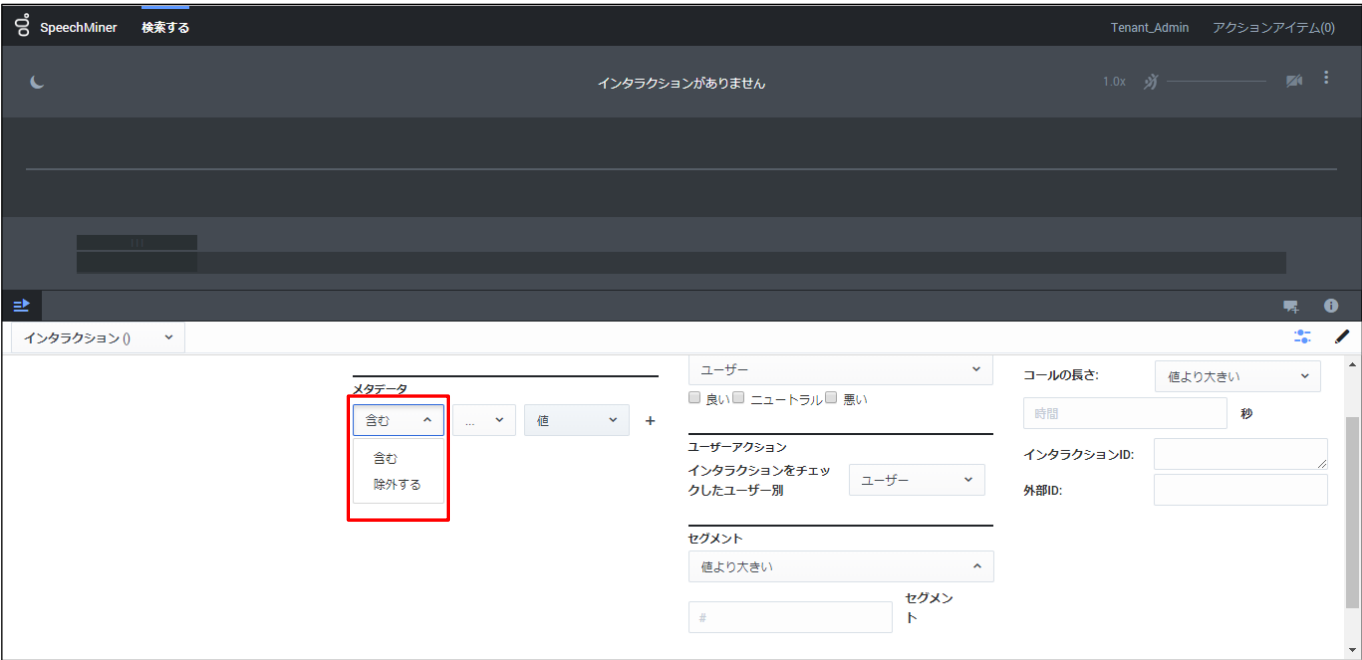 SpeechMiner 検索する Tenant_Admin アクションアイテム(0)
インタラクションがありません 1.0x
インタラクション ()
メタデータ
含む ... 値 +
含む
除外する
ユーザー
良い ニュートラル 悪い
ユーザーアクション
インタラクションをチェッ
クしたユーザー別
ユーザー
セグメント
値より大きい
# セグメン
ト
コールの長さ: 値より大きい
時間 秒
インタラクションID:
外部ID: